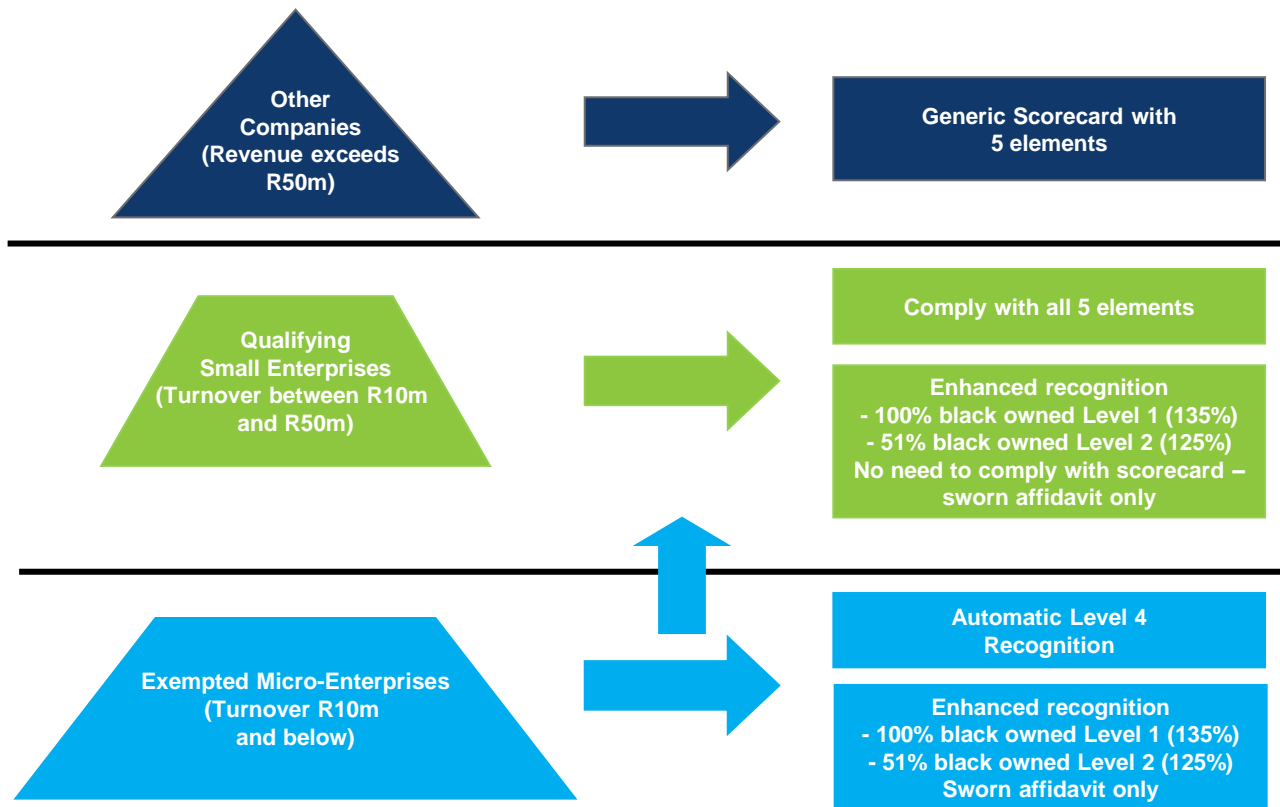 Other
Companies
(Revenue exceeds
R50m)
Generic Scorecard with
5 elements
Qualifying
Small Enterprises
(Turnover between R10m
and R50m)
Comply with all 5 elements
Enhanced recognition
- 100% black owned Level 1 (135%)
- 51% black owned Level 2 (125%)
No need to comply with scorecard –
sworn affidavit only
Exempted Micro-Enterprises
(Turnover R10m
and below)
Automatic Level 4
Recognition
Enhanced recognition
- 100% black owned Level 1 (135%)
- 51% black owned Level 2 (125%)
Sworn affidavit only